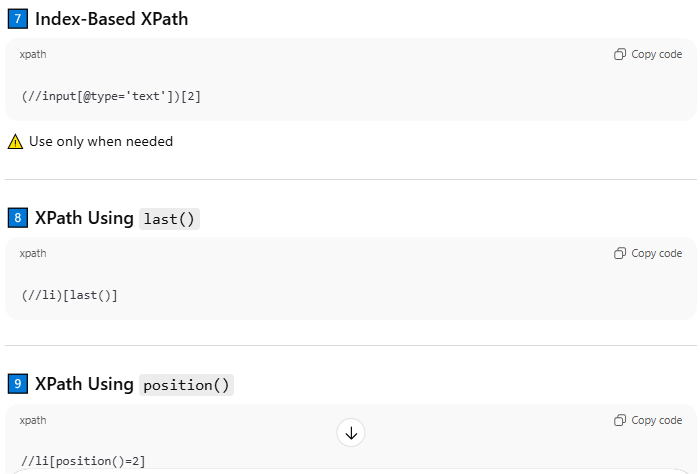 7 Index-Based XPath
xpath Copy code
(//input[@type='text'])[2]
⚠ Use only when needed
8 XPath Using last()
xpath Copy code
(//li)[last()]
9 XPath Using position()
xpath Copy code
//li[position()=2]